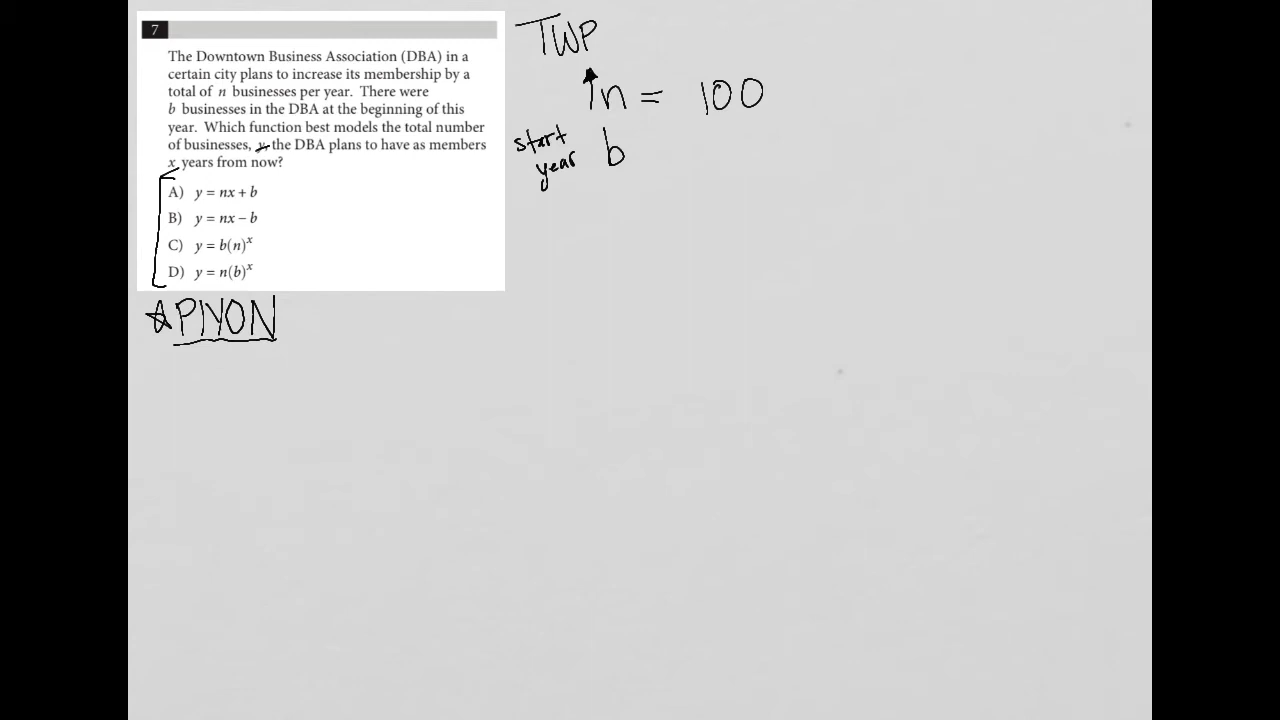 7
The Downtown Business Association (DBA) in a
certain city plans to increase its membership by a
total of n businesses per year. There were
b businesses in the DBA at the beginning of this
year. Which function best models the total number
of businesses, y, the DBA plans to have as members
x years from now?
A) y = nx + b
B) y = nx − b
C) y = b(n)^x
D) y = n(b)^x
☆PIYON
TWP
↑n = 100
start
year b